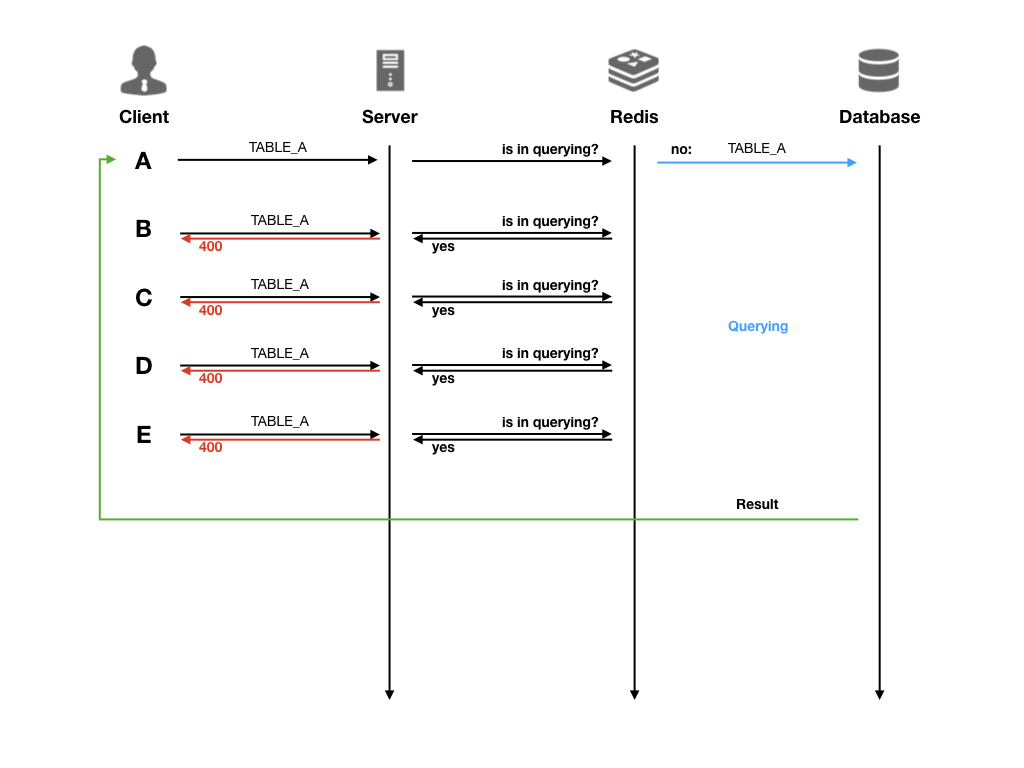 Client
Server
Redis
Database
A
TABLE_A
is in querying?
no:
TABLE_A
B
TABLE_A
400
is in querying?
yes
C
TABLE_A
400
is in querying?
yes
Querying
D
TABLE_A
400
is in querying?
yes
E
TABLE_A
400
is in querying?
yes
Result